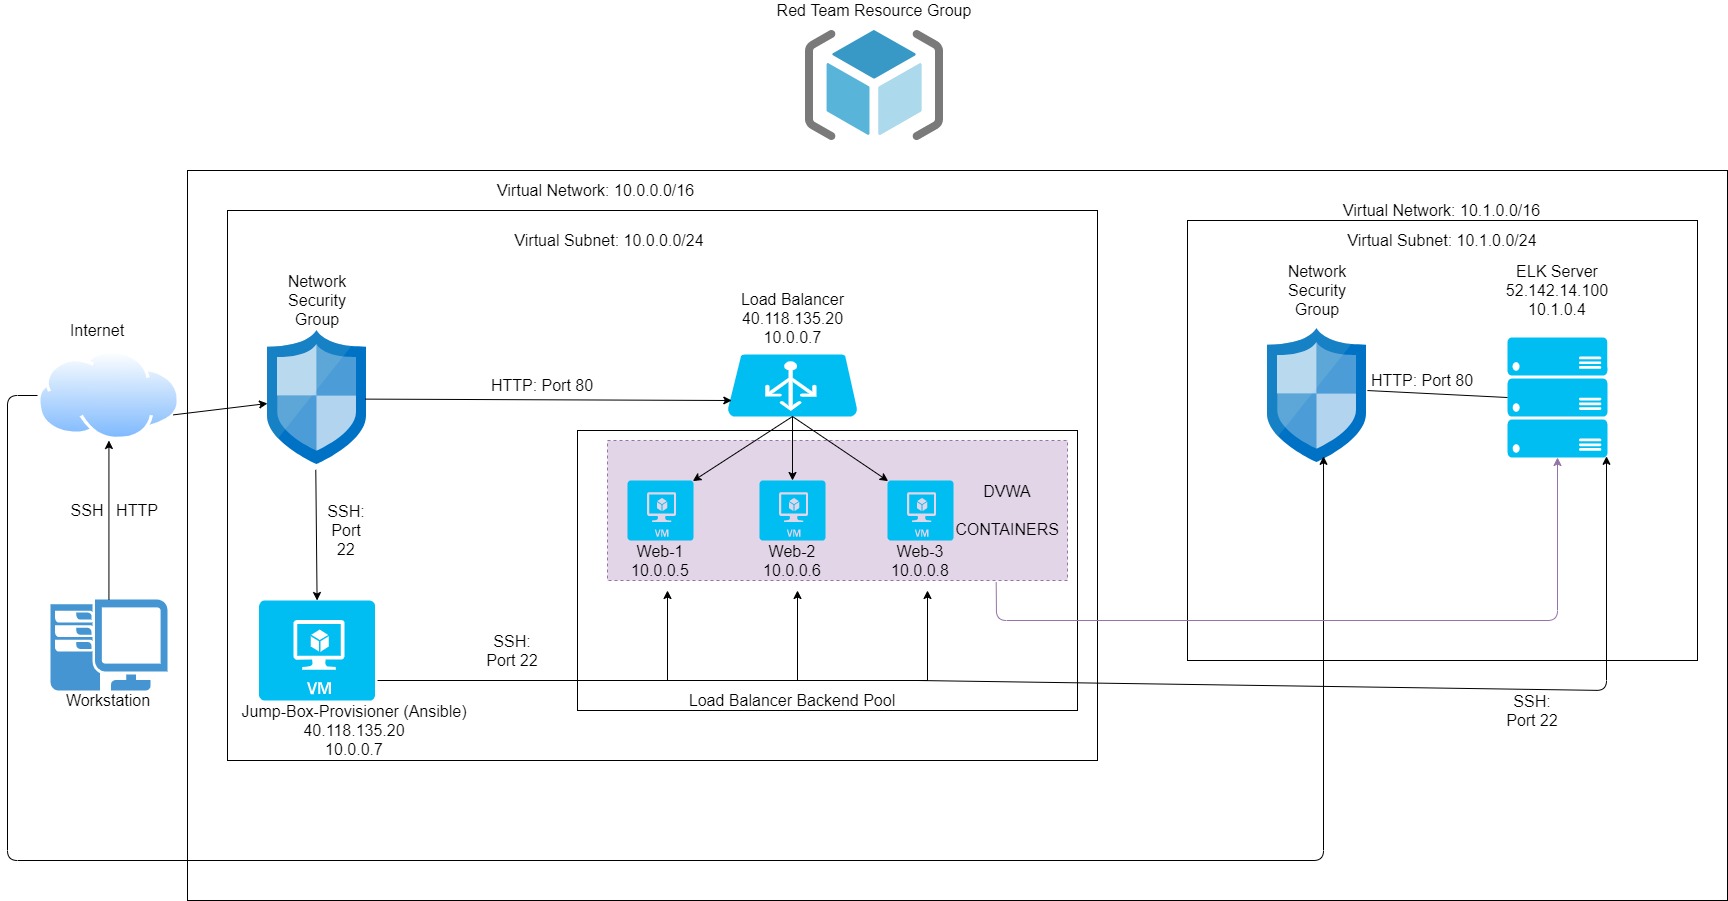 Red Team Resource Group
Virtual Network: 10.0.0.0/16
Virtual Subnet: 10.0.0.0/24
Virtual Network: 10.1.0.0/16
Virtual Subnet: 10.1.0.0/24
Network
Security
Group
Network
Security
Group
ELK Server
52.142.14.100
10.1.0.4
Load Balancer
40.118.135.20
10.0.0.7
Internet
HTTP: Port 80
HTTP: Port 80
SSH
HTTP
SSH:
Port
22
DVWA
CONTAINERS
VM
VM
VM
Web-1
10.0.0.5
Web-2
10.0.0.6
Web-3
10.0.0.8
SSH:
Port 22
VM
Workstation
Load Balancer Backend Pool
Jump-Box-Provisioner (Ansible)
40.118.135.20
10.0.0.7
SSH:
Port 22